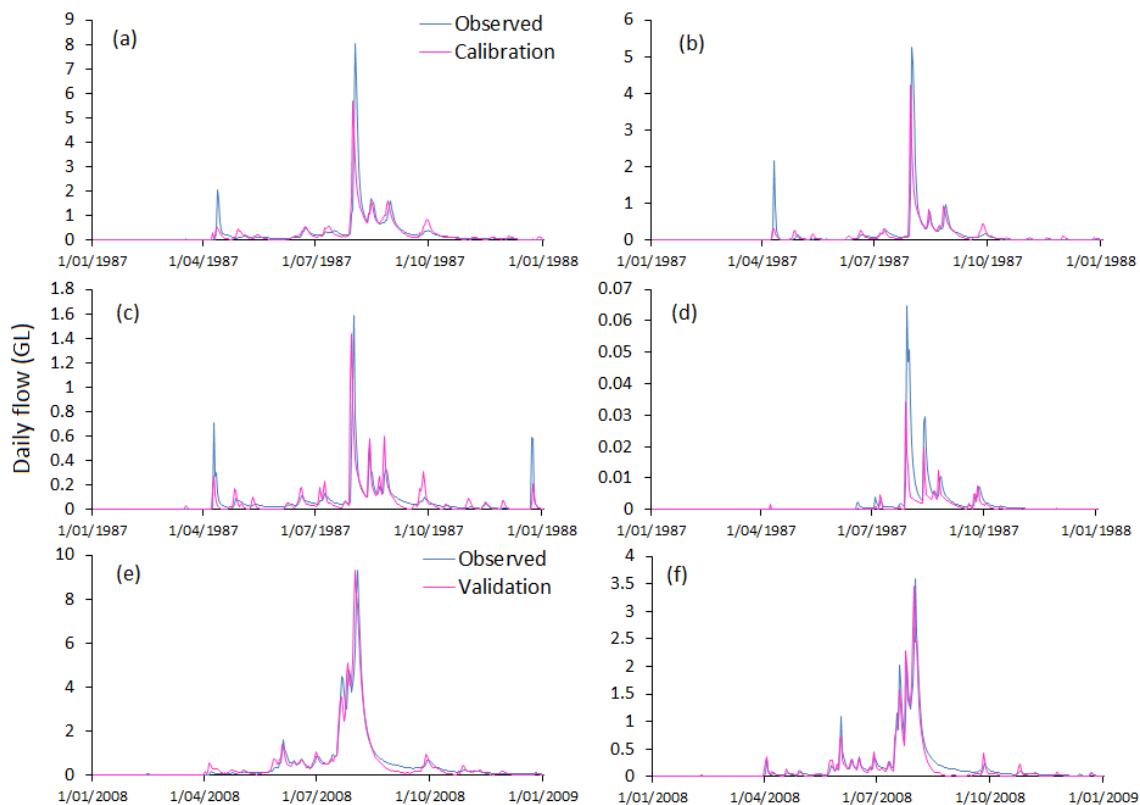 Daily flow (GL)
(a)
Observed
Calibration
9
8
7
6
5
4
3
2
1
0
1/01/1987 1/04/1987 1/07/1987 1/10/1987 1/01/1988
(b)
6
5
4
3
2
1
0
1/01/1987 1/04/1987 1/07/1987 1/10/1987 1/01/1988
(c)
1.8
1.6
1.4
1.2
1
0.8
0.6
0.4
0.2
0
1/01/1987 1/04/1987 1/07/1987 1/10/1987 1/01/1988
(d)
0.07
0.06
0.05
0.04
0.03
0.02
0.01
0
1/01/1987 1/04/1987 1/07/1987 1/10/1987 1/01/1988
(e)
Observed
Validation
10
8
6
4
2
0
1/01/2008 1/04/2008 1/07/2008 1/10/2008 1/01/2009
(f)
4
3.5
3
2.5
2
1.5
1
0.5
0
1/01/2008 1/04/2008 1/07/2008 1/10/2008 1/01/2009